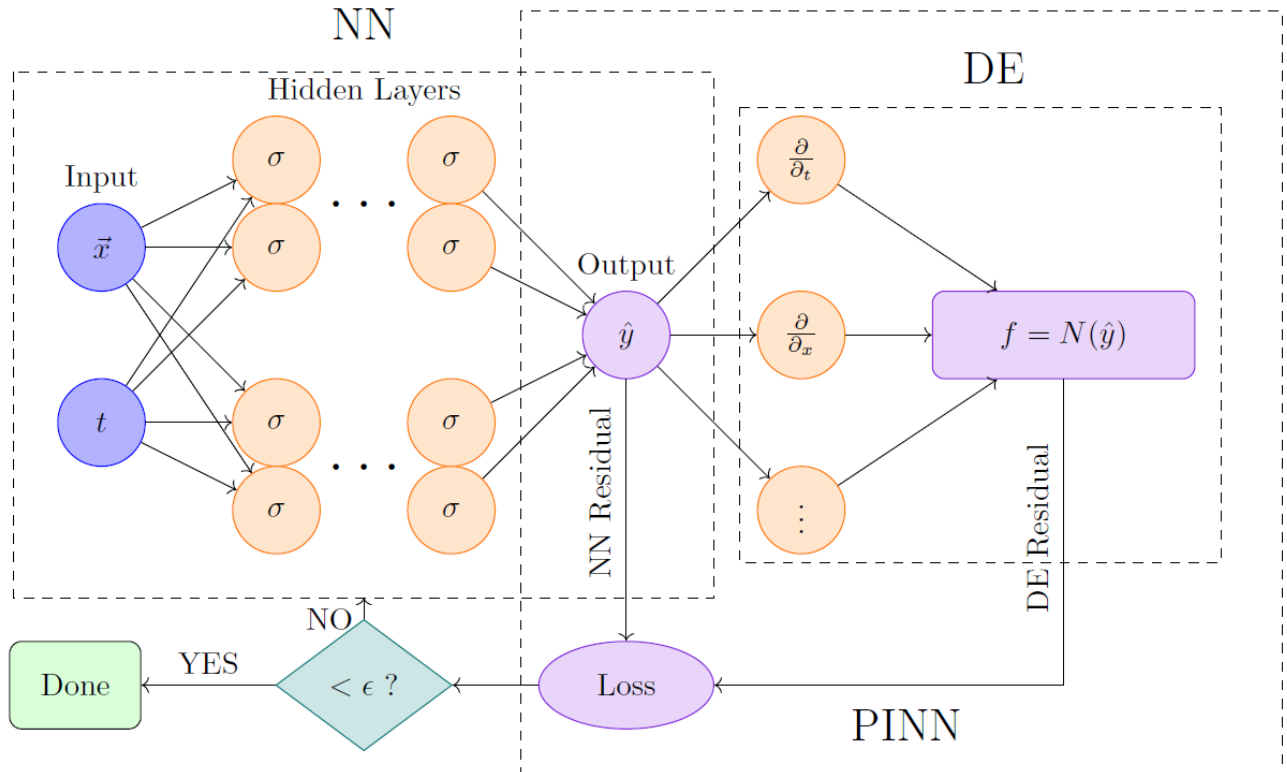 NN
DE
Hidden Layers
Input
σ
σ
∂/∂_t
x⃗
σ
σ
Output
ŷ
∂/∂_x
f = N(ŷ)
t
σ
σ
σ
σ
⋮
NN Residual
DE Residual
NO
Done
YES
< ϵ ?
Loss
PINN